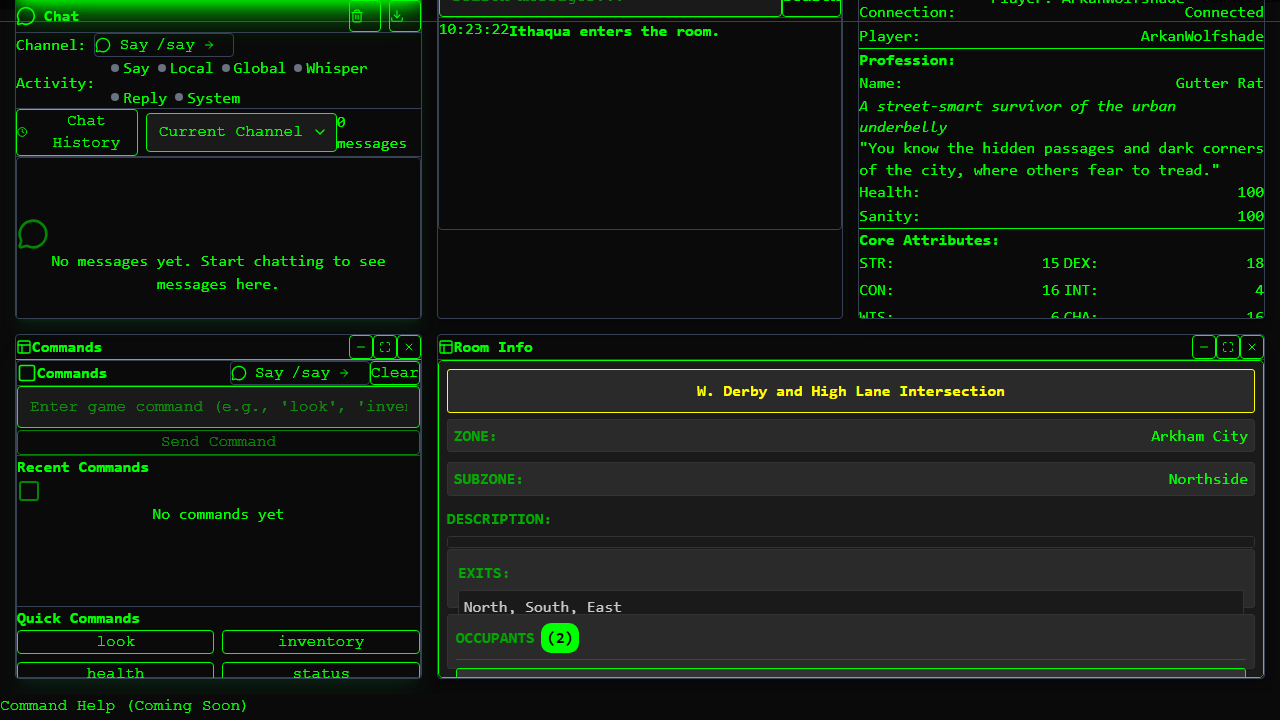 Chat
Channel: Say /say →
Activity: Say Local Global Whisper
Reply System
Chat History
Current Channel
0 messages
No messages yet. Start chatting to see
messages here.
10:23:22 Ithaqua enters the room.
Player: ArkanWolfshade
Connection: Connected
Player: ArkanWolfshade
Profession:
Name: Gutter Rat
A street-smart survivor of the urban
underbelly
"You know the hidden passages and dark corners
of the city, where others fear to tread."
Health: 100
Sanity: 100
Core Attributes:
STR: 15 DEX: 18
CON: 16 INT: 4
WIS: 6 CHA: 16
Commands
Commands Say /say → Clear
Enter game command (e.g., 'look', 'inven
Send Command
Recent Commands
No commands yet
Quick Commands
look inventory
health status
Room Info
W. Derby and High Lane Intersection
ZONE: Arkham City
SUBZONE: Northside
DESCRIPTION:
EXITS:
North, South, East
OCCUPANTS (2)
Command Help (Coming Soon)